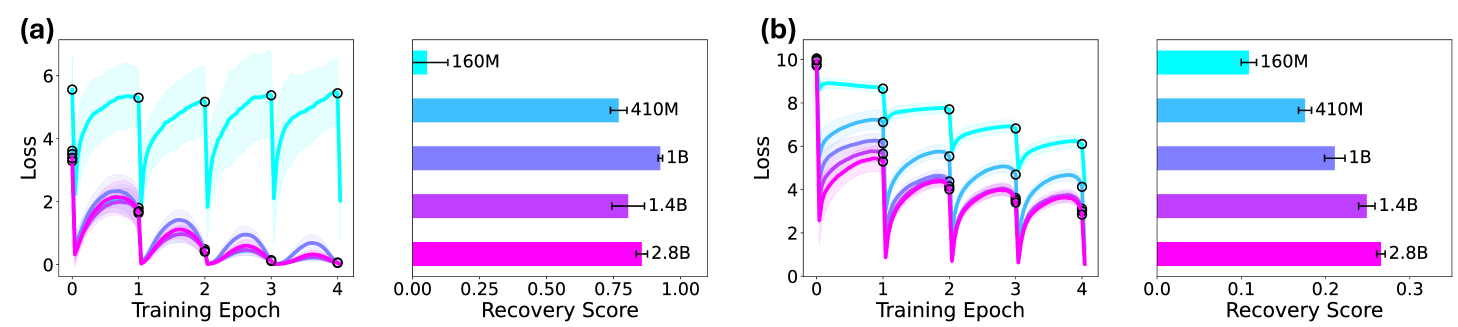 (a)
6
4
2
0
Loss
0 1 2 3 4
Training Epoch
160M
410M
1B
1.4B
2.8B
0.00 0.25 0.50 0.75 1.00
Recovery Score
(b)
10
8
6
4
2
0
Loss
0 1 2 3 4
Training Epoch
160M
410M
1B
1.4B
2.8B
0.0 0.1 0.2 0.3
Recovery Score